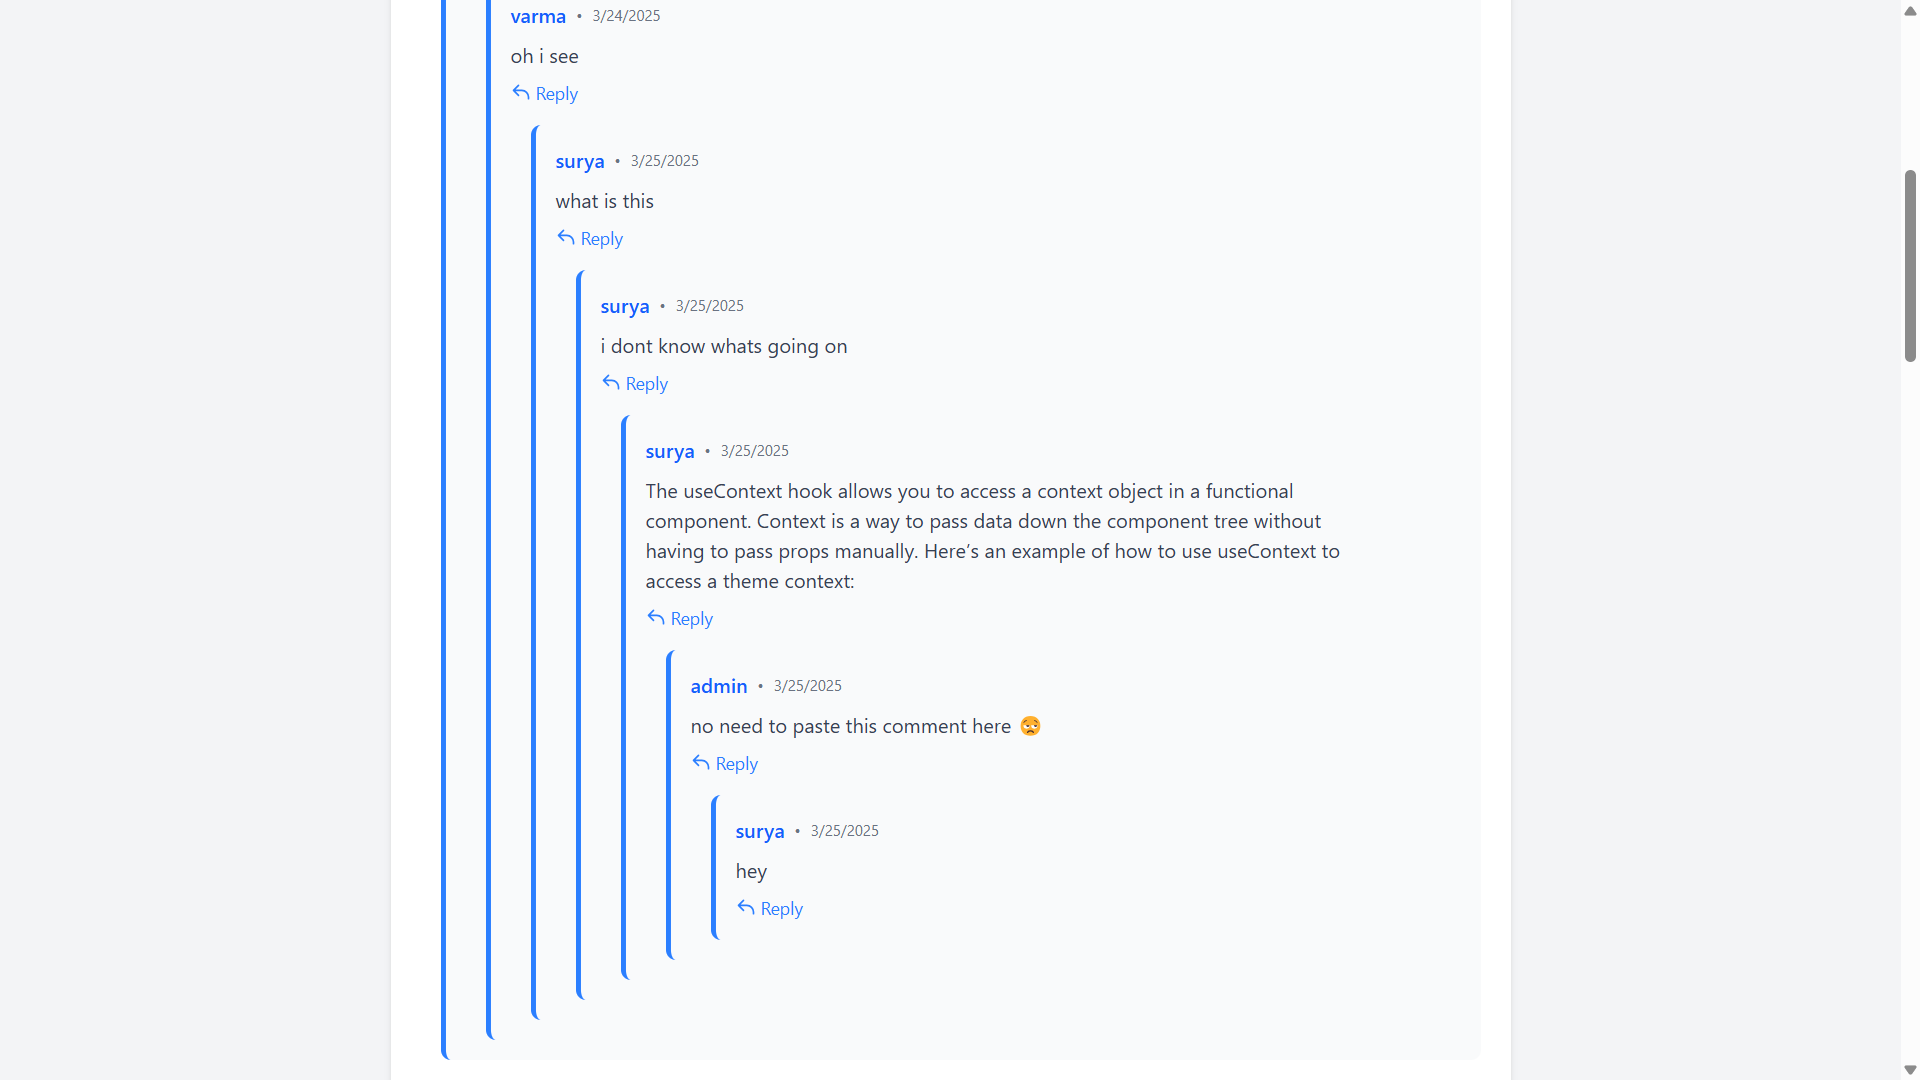 varma • 3/24/2025
oh i see
Reply
surya • 3/25/2025
what is this
Reply
surya • 3/25/2025
i dont know whats going on
Reply
surya • 3/25/2025
The useContext hook allows you to access a context object in a functional
component. Context is a way to pass data down the component tree without
having to pass props manually. Here’s an example of how to use useContext to
access a theme context:
Reply
admin • 3/25/2025
no need to paste this comment here 😟
Reply
surya • 3/25/2025
hey
Reply